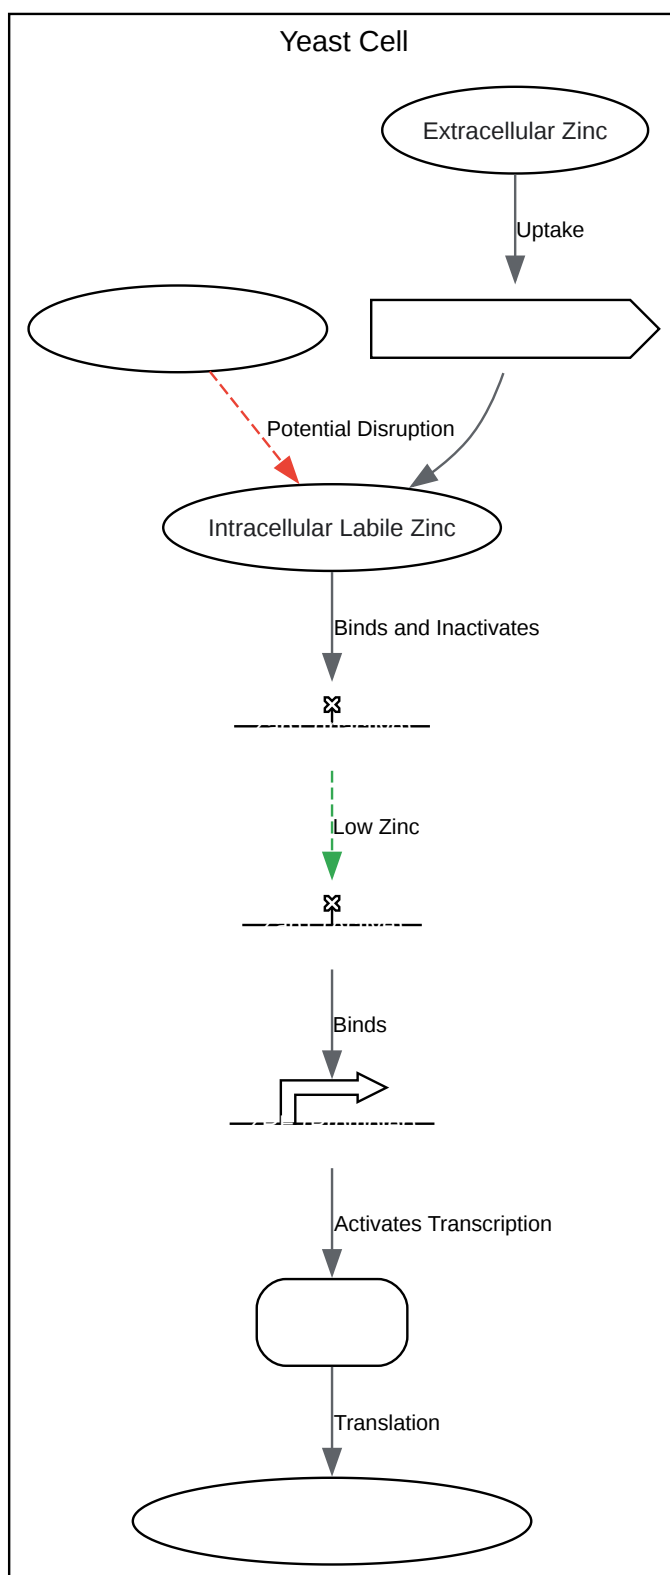 Yeast Cell
Extracellular Zinc
Uptake
Potential Disruption
Intracellular Labile Zinc
Binds and Inactivates
Low Zinc
Binds
Activates Transcription
Translation